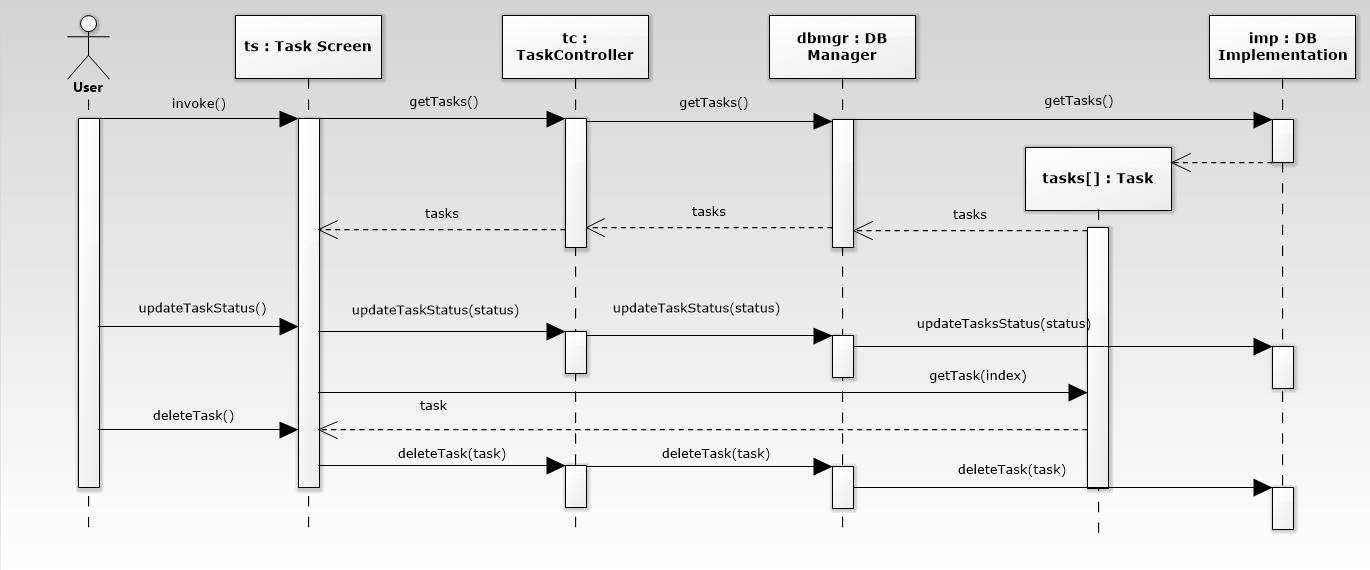 User
ts : Task Screen
tc :
TaskController
dbmgr : DB
Manager
imp : DB
Implementation
invoke()
getTasks()
getTasks()
getTasks()
tasks[] : Task
tasks
tasks
tasks
updateTaskStatus()
updateTaskStatus(status)
updateTaskStatus(status)
updateTasksStatus(status)
getTask(index)
task
deleteTask()
deleteTask(task)
deleteTask(task)
deleteTask(task)